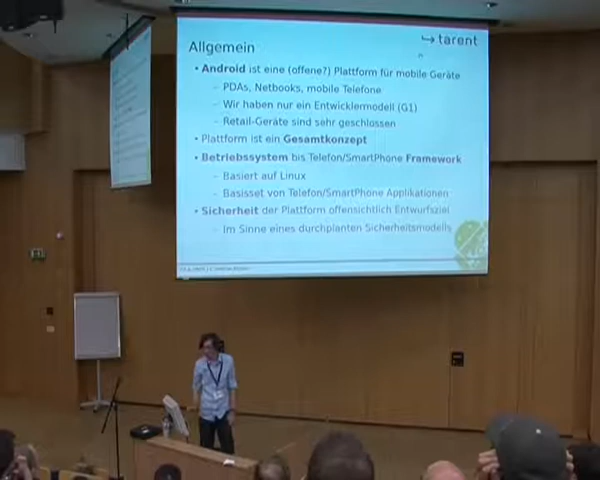 Allgemein
tarent
• Android ist eine (offene?) Plattform für mobile Geräte
– PDAs, Netbooks, mobile Telefone
– Wir haben nur ein Entwicklermodell (G1)
– Retail-Geräte sind sehr geschlossen
• Plattform ist ein Gesamtkonzept
• Betriebssystem bis Telefon/SmartPhone Framework
– Basiert auf Linux
– Basisset von Telefon/SmartPhone Applikationen
• Sicherheit der Plattform offensichtlich Entwurfsziel
– Im Sinne eines durchplanten Sicherheitsmodells